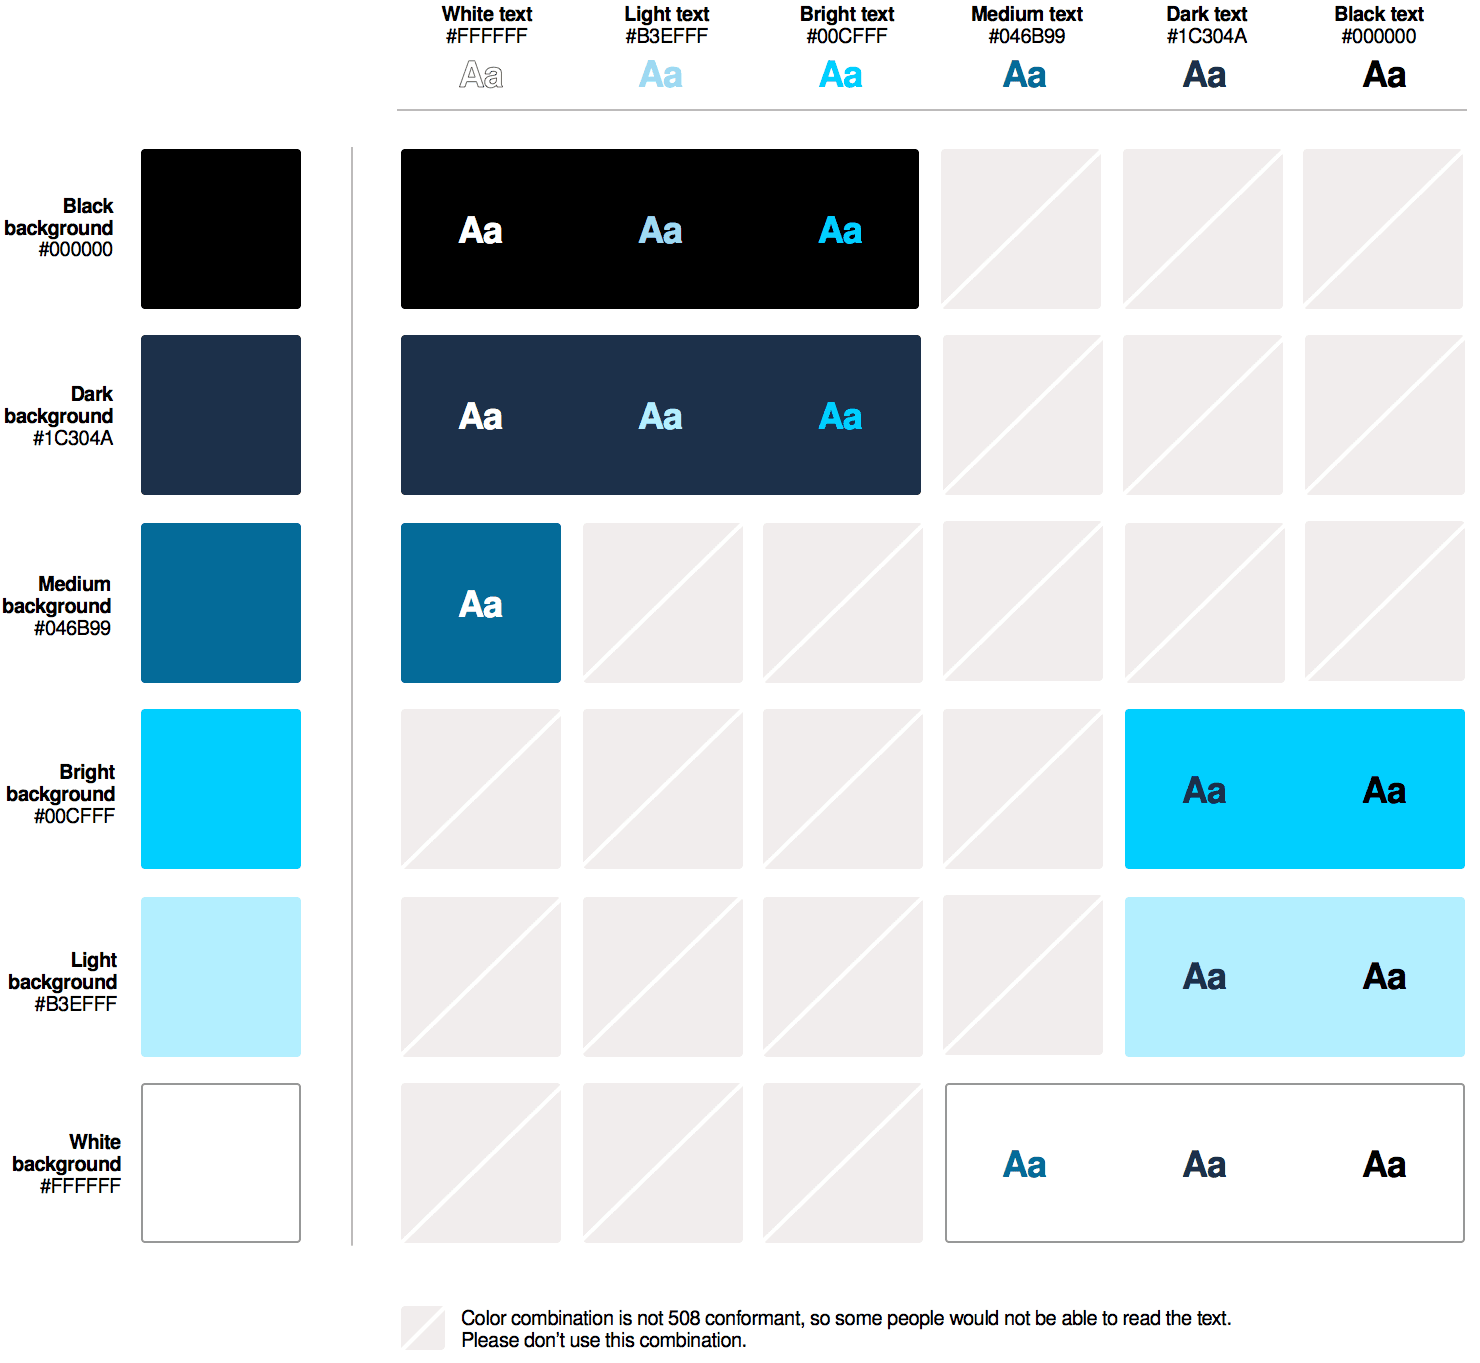 White text
#FFFFFF
Aa
Light text
#B3EFFF
Aa
Bright text
#00CFFF
Aa
Medium text
#046B99
Aa
Dark text
#1C304A
Aa
Black text
#000000
Aa
Black
background
#000000
Aa Aa Aa
Dark
background
#1C304A
Aa Aa Aa
Medium
background
#046B99
Aa
Bright
background
#00CFFF
Aa Aa
Light
background
#B3EFFF
Aa Aa
White
background
#FFFFFF
Aa Aa Aa
Color combination is not 508 conformant, so some people would not be able to read the text.
Please don’t use this combination.